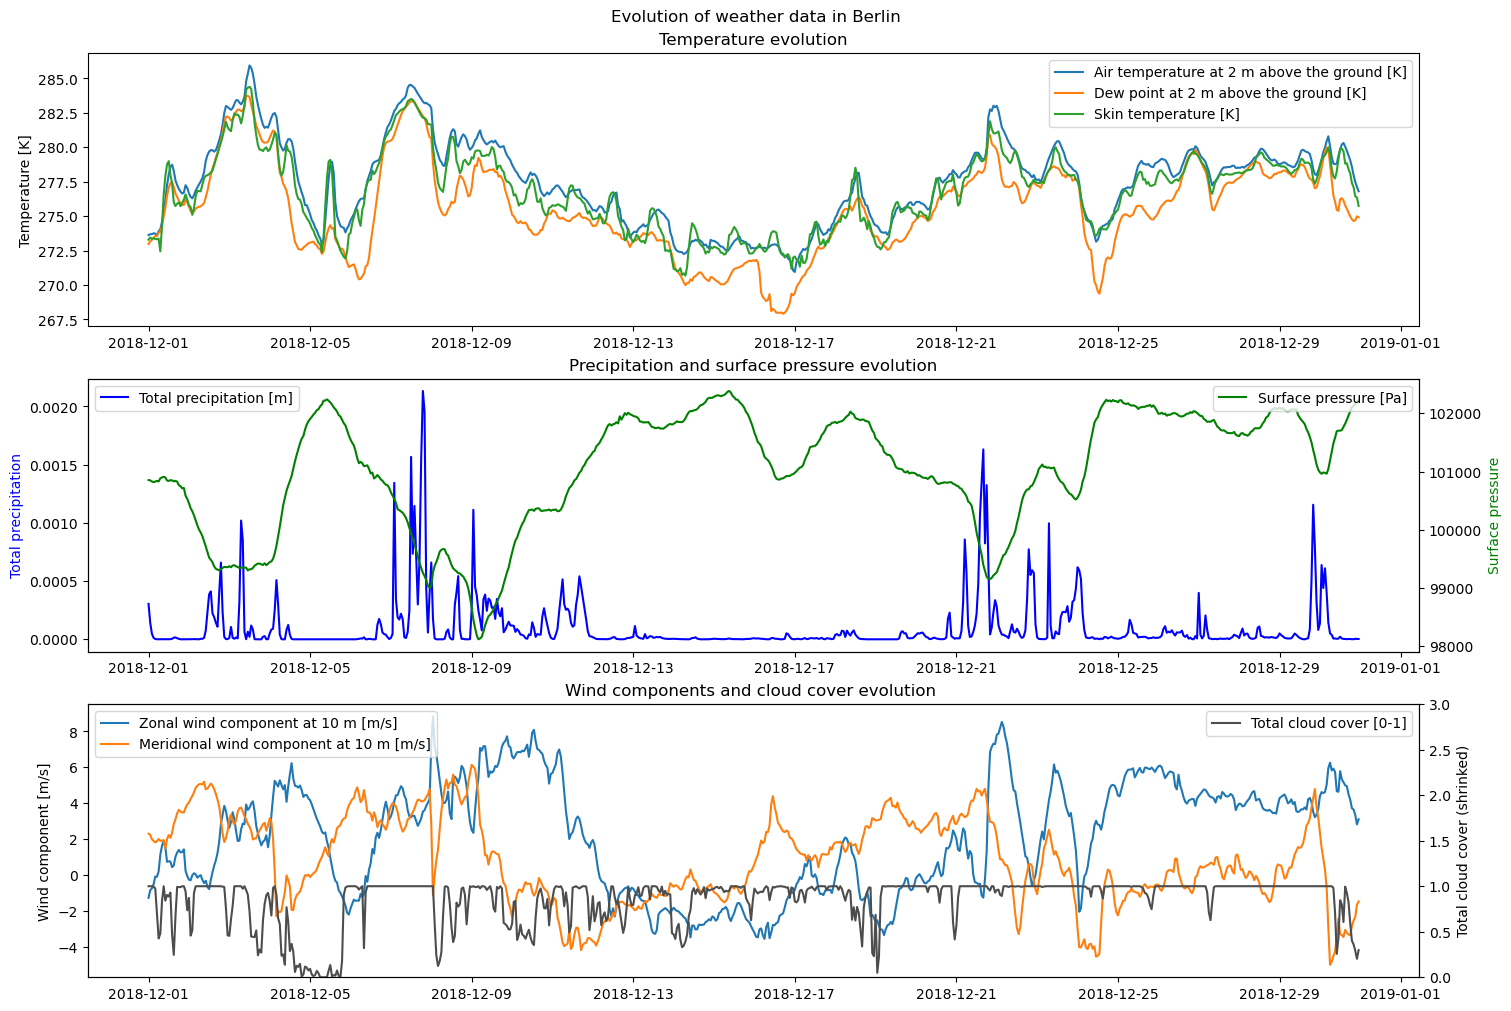 Evolution of weather data in Berlin
Temperature evolution
Temperature [K]
285.0
282.5
280.0
277.5
275.0
272.5
270.0
267.5
Air temperature at 2 m above the ground [K]
Dew point at 2 m above the ground [K]
Skin temperature [K]
2018-12-01 2018-12-05 2018-12-09 2018-12-13 2018-12-17 2018-12-21 2018-12-25 2018-12-29 2019-01-01
Precipitation and surface pressure evolution
Total precipitation
0.0020
0.0015
0.0010
0.0005
0.0000
Total precipitation [m]
Surface pressure [Pa]
102000
101000
100000
99000
98000
Surface pressure
2018-12-01 2018-12-05 2018-12-09 2018-12-13 2018-12-17 2018-12-21 2018-12-25 2018-12-29 2019-01-01
Wind components and cloud cover evolution
Wind component [m/s]
8
6
4
2
0
−2
−4
Zonal wind component at 10 m [m/s]
Meridional wind component at 10 m [m/s]
Total cloud cover [0-1]
3.0
2.5
2.0
1.5
1.0
0.5
0.0
Total cloud cover (shrinked)
2018-12-01 2018-12-05 2018-12-09 2018-12-13 2018-12-17 2018-12-21 2018-12-25 2018-12-29 2019-01-01